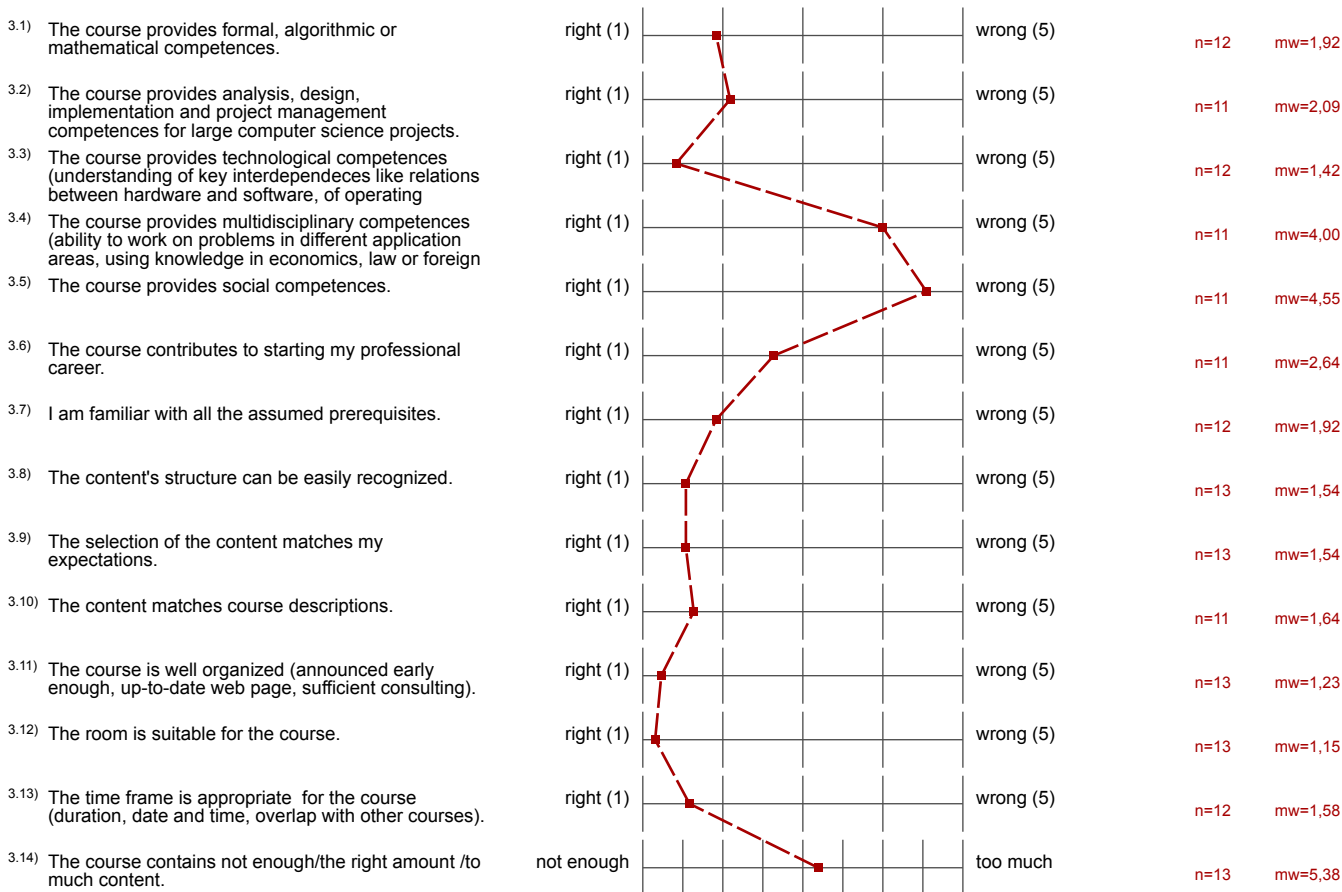 3.1) The course provides formal, algorithmic or
mathematical competences.
right (1)
wrong (5)
n=12
mw=1,92
3.2) The course provides analysis, design,
implementation and project management
competences for large computer science projects.
right (1)
wrong (5)
n=11
mw=2,09
3.3) The course provides technological competences
(understanding of key interdependeces like relations
between hardware and software, of operating
right (1)
wrong (5)
n=12
mw=1,42
3.4) The course provides multidisciplinary competences
(ability to work on problems in different application
areas, using knowledge in economics, law or foreign
right (1)
wrong (5)
n=11
mw=4,00
3.5) The course provides social competences.
right (1)
wrong (5)
n=11
mw=4,55
3.6) The course contributes to starting my professional
career.
right (1)
wrong (5)
n=11
mw=2,64
3.7) I am familiar with all the assumed prerequisites.
right (1)
wrong (5)
n=12
mw=1,92
3.8) The content's structure can be easily recognized.
right (1)
wrong (5)
n=13
mw=1,54
3.9) The selection of the content matches my
expectations.
right (1)
wrong (5)
n=13
mw=1,54
3.10) The content matches course descriptions.
right (1)
wrong (5)
n=11
mw=1,64
3.11) The course is well organized (announced early
enough, up-to-date web page, sufficient consulting).
right (1)
wrong (5)
n=13
mw=1,23
3.12) The room is suitable for the course.
right (1)
wrong (5)
n=13
mw=1,15
3.13) The time frame is appropriate for the course
(duration, date and time, overlap with other courses).
right (1)
wrong (5)
n=12
mw=1,58
3.14) The course contains not enough/the right amount /to
much content.
not enough
too much
n=13
mw=5,38